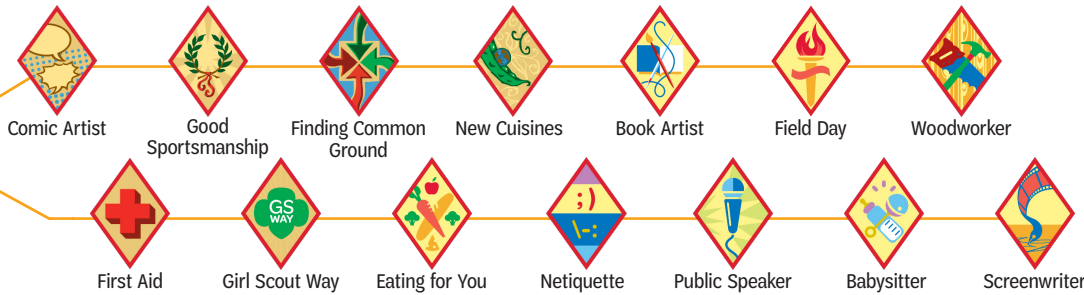 Comic Artist
Good
Sportsmanship
Finding Common
Ground
New Cuisines
Book Artist
Field Day
Woodworker
GS
WAY
;)
\-:
First Aid
Girl Scout Way
Eating for You
Netiquette
Public Speaker
Babysitter
Screenwriter